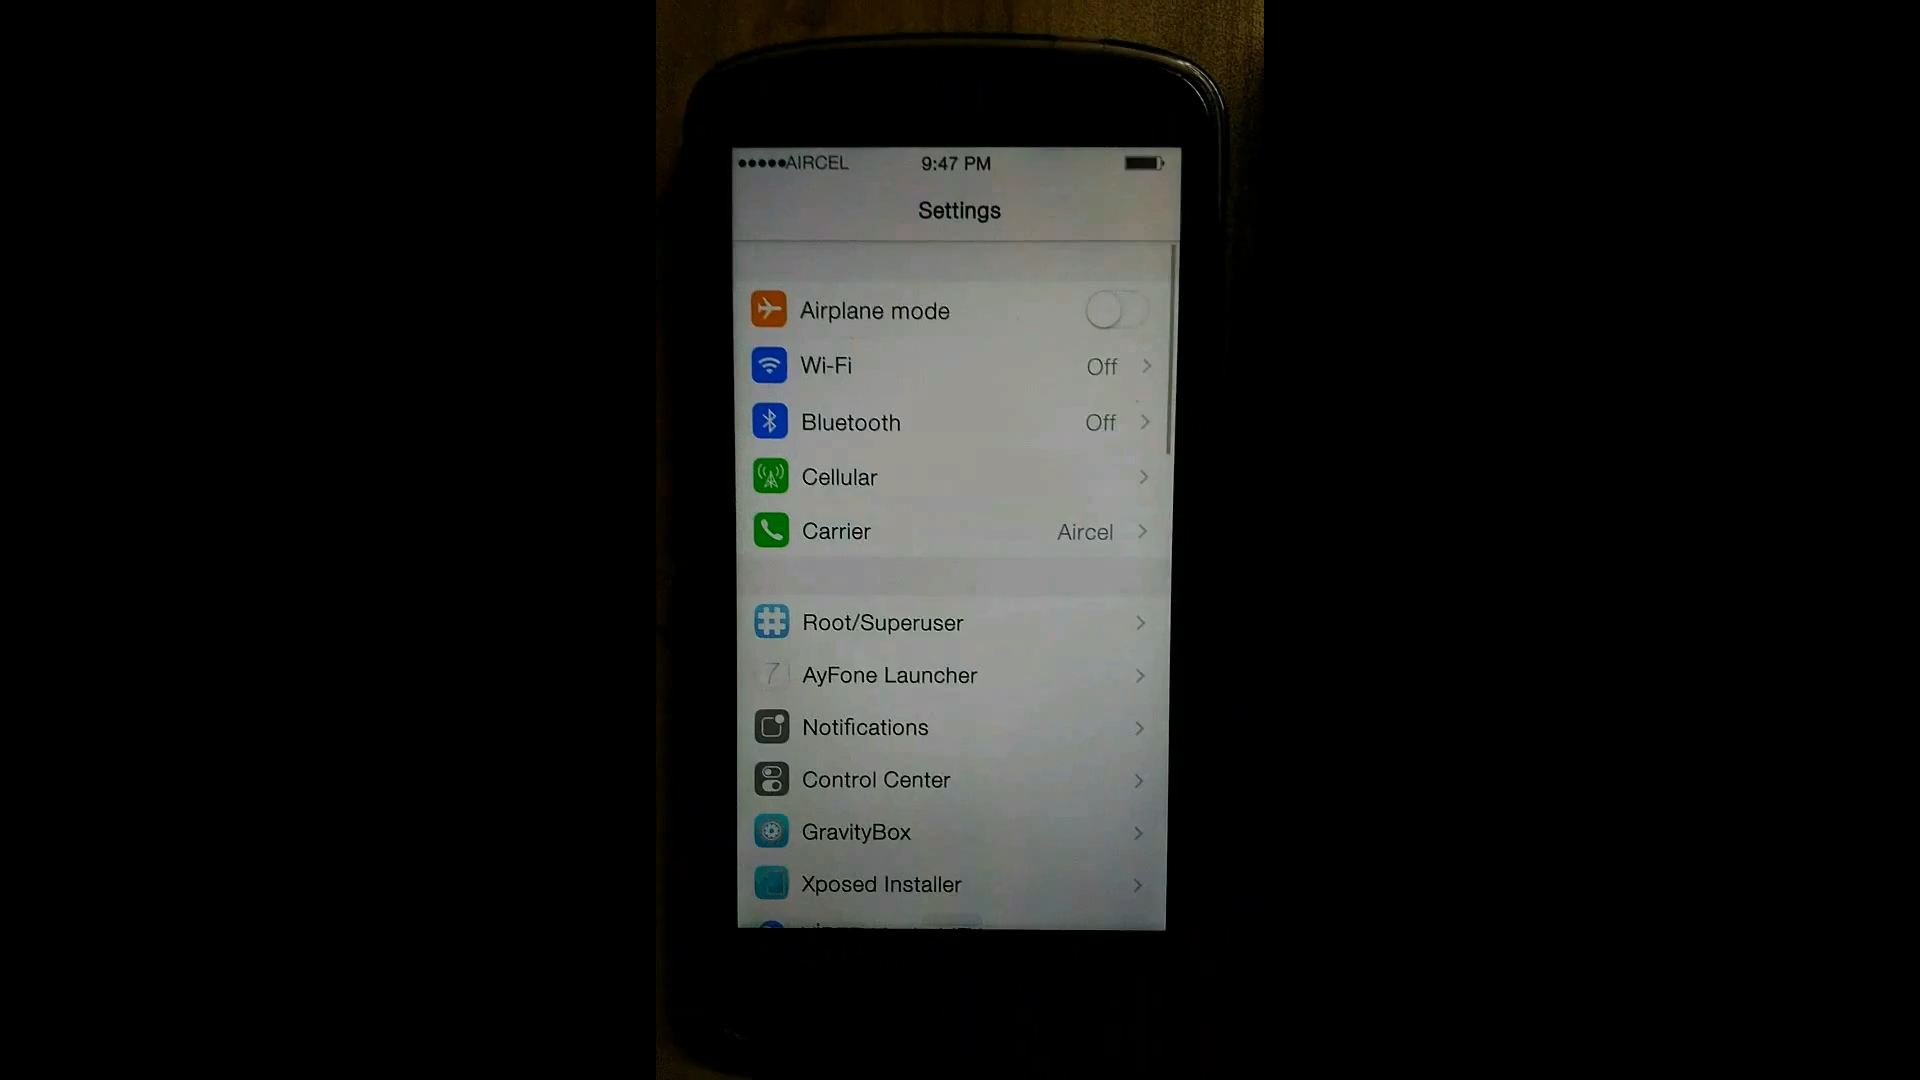 AIRCEL 9:47 PM
Settings
Airplane mode
Wi-Fi Off
Bluetooth Off
Cellular
Carrier Aircel
Root/Superuser
7 AyFone Launcher
Notifications
Control Center
GravityBox
Xposed Installer